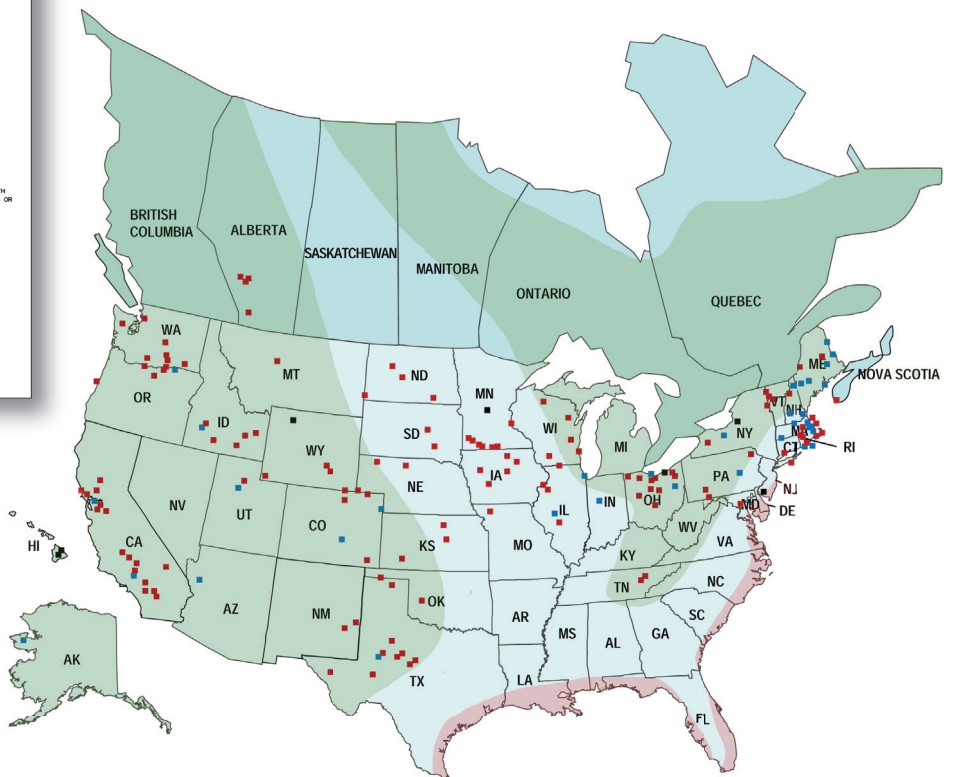 TH
OR
BRITISH
COLUMBIA
ALBERTA
SASKATCHEWAN
MANITOBA
ONTARIO
QUEBEC
NOVA SCOTIA
WA
MT
ND
MN
ME
OR
ID
WY
SD
WI
MI
NY
VT
NH
MA
CT
RI
NV
UT
CO
NE
IA
IL
IN
OH
PA
NJ
MD
DE
HI
CA
KS
MO
KY
WV
VA
AZ
NM
OK
AR
TN
NC
AK
TX
LA
MS
AL
GA
SC
FL